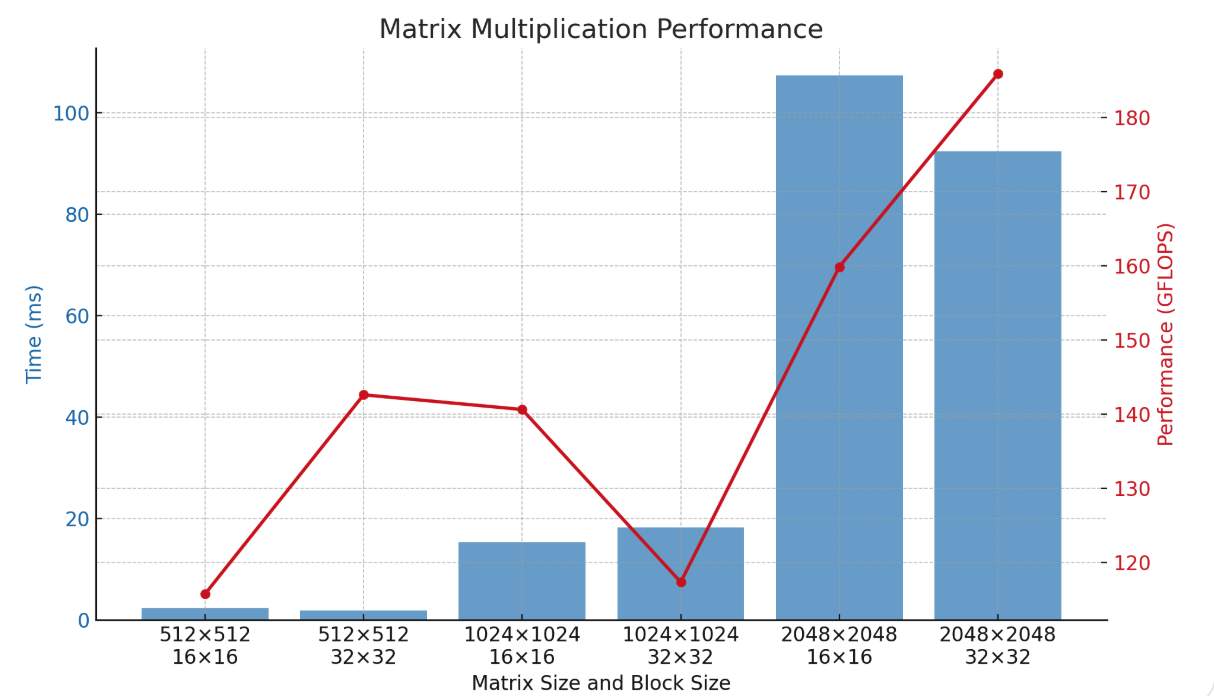 Matrix Multiplication Performance
Time (ms)
100
80
60
40
20
0
180
170
160
150
140
130
120
Performance (GFLOPS)
512×512 512×512 1024×1024 1024×1024 2048×2048 2048×2048
16×16 32×32 16×16 32×32 16×16 32×32
Matrix Size and Block Size